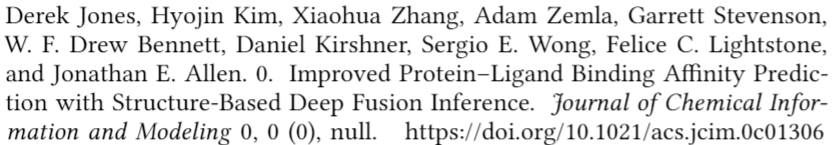 Derek Jones, Hyojin Kim, Xiaohua Zhang, Adam Zemla, Garrett Stevenson,
W. F. Drew Bennett, Daniel Kirshner, Sergio E. Wong, Felice C. Lightstone,
and Jonathan E. Allen. 0. Improved Protein–Ligand Binding Affinity Predic-
tion with Structure-Based Deep Fusion Inference. Journal of Chemical Infor-
mation and Modeling 0, 0 (0), null. https://doi.org/10.1021/acs.jcim.0c01306